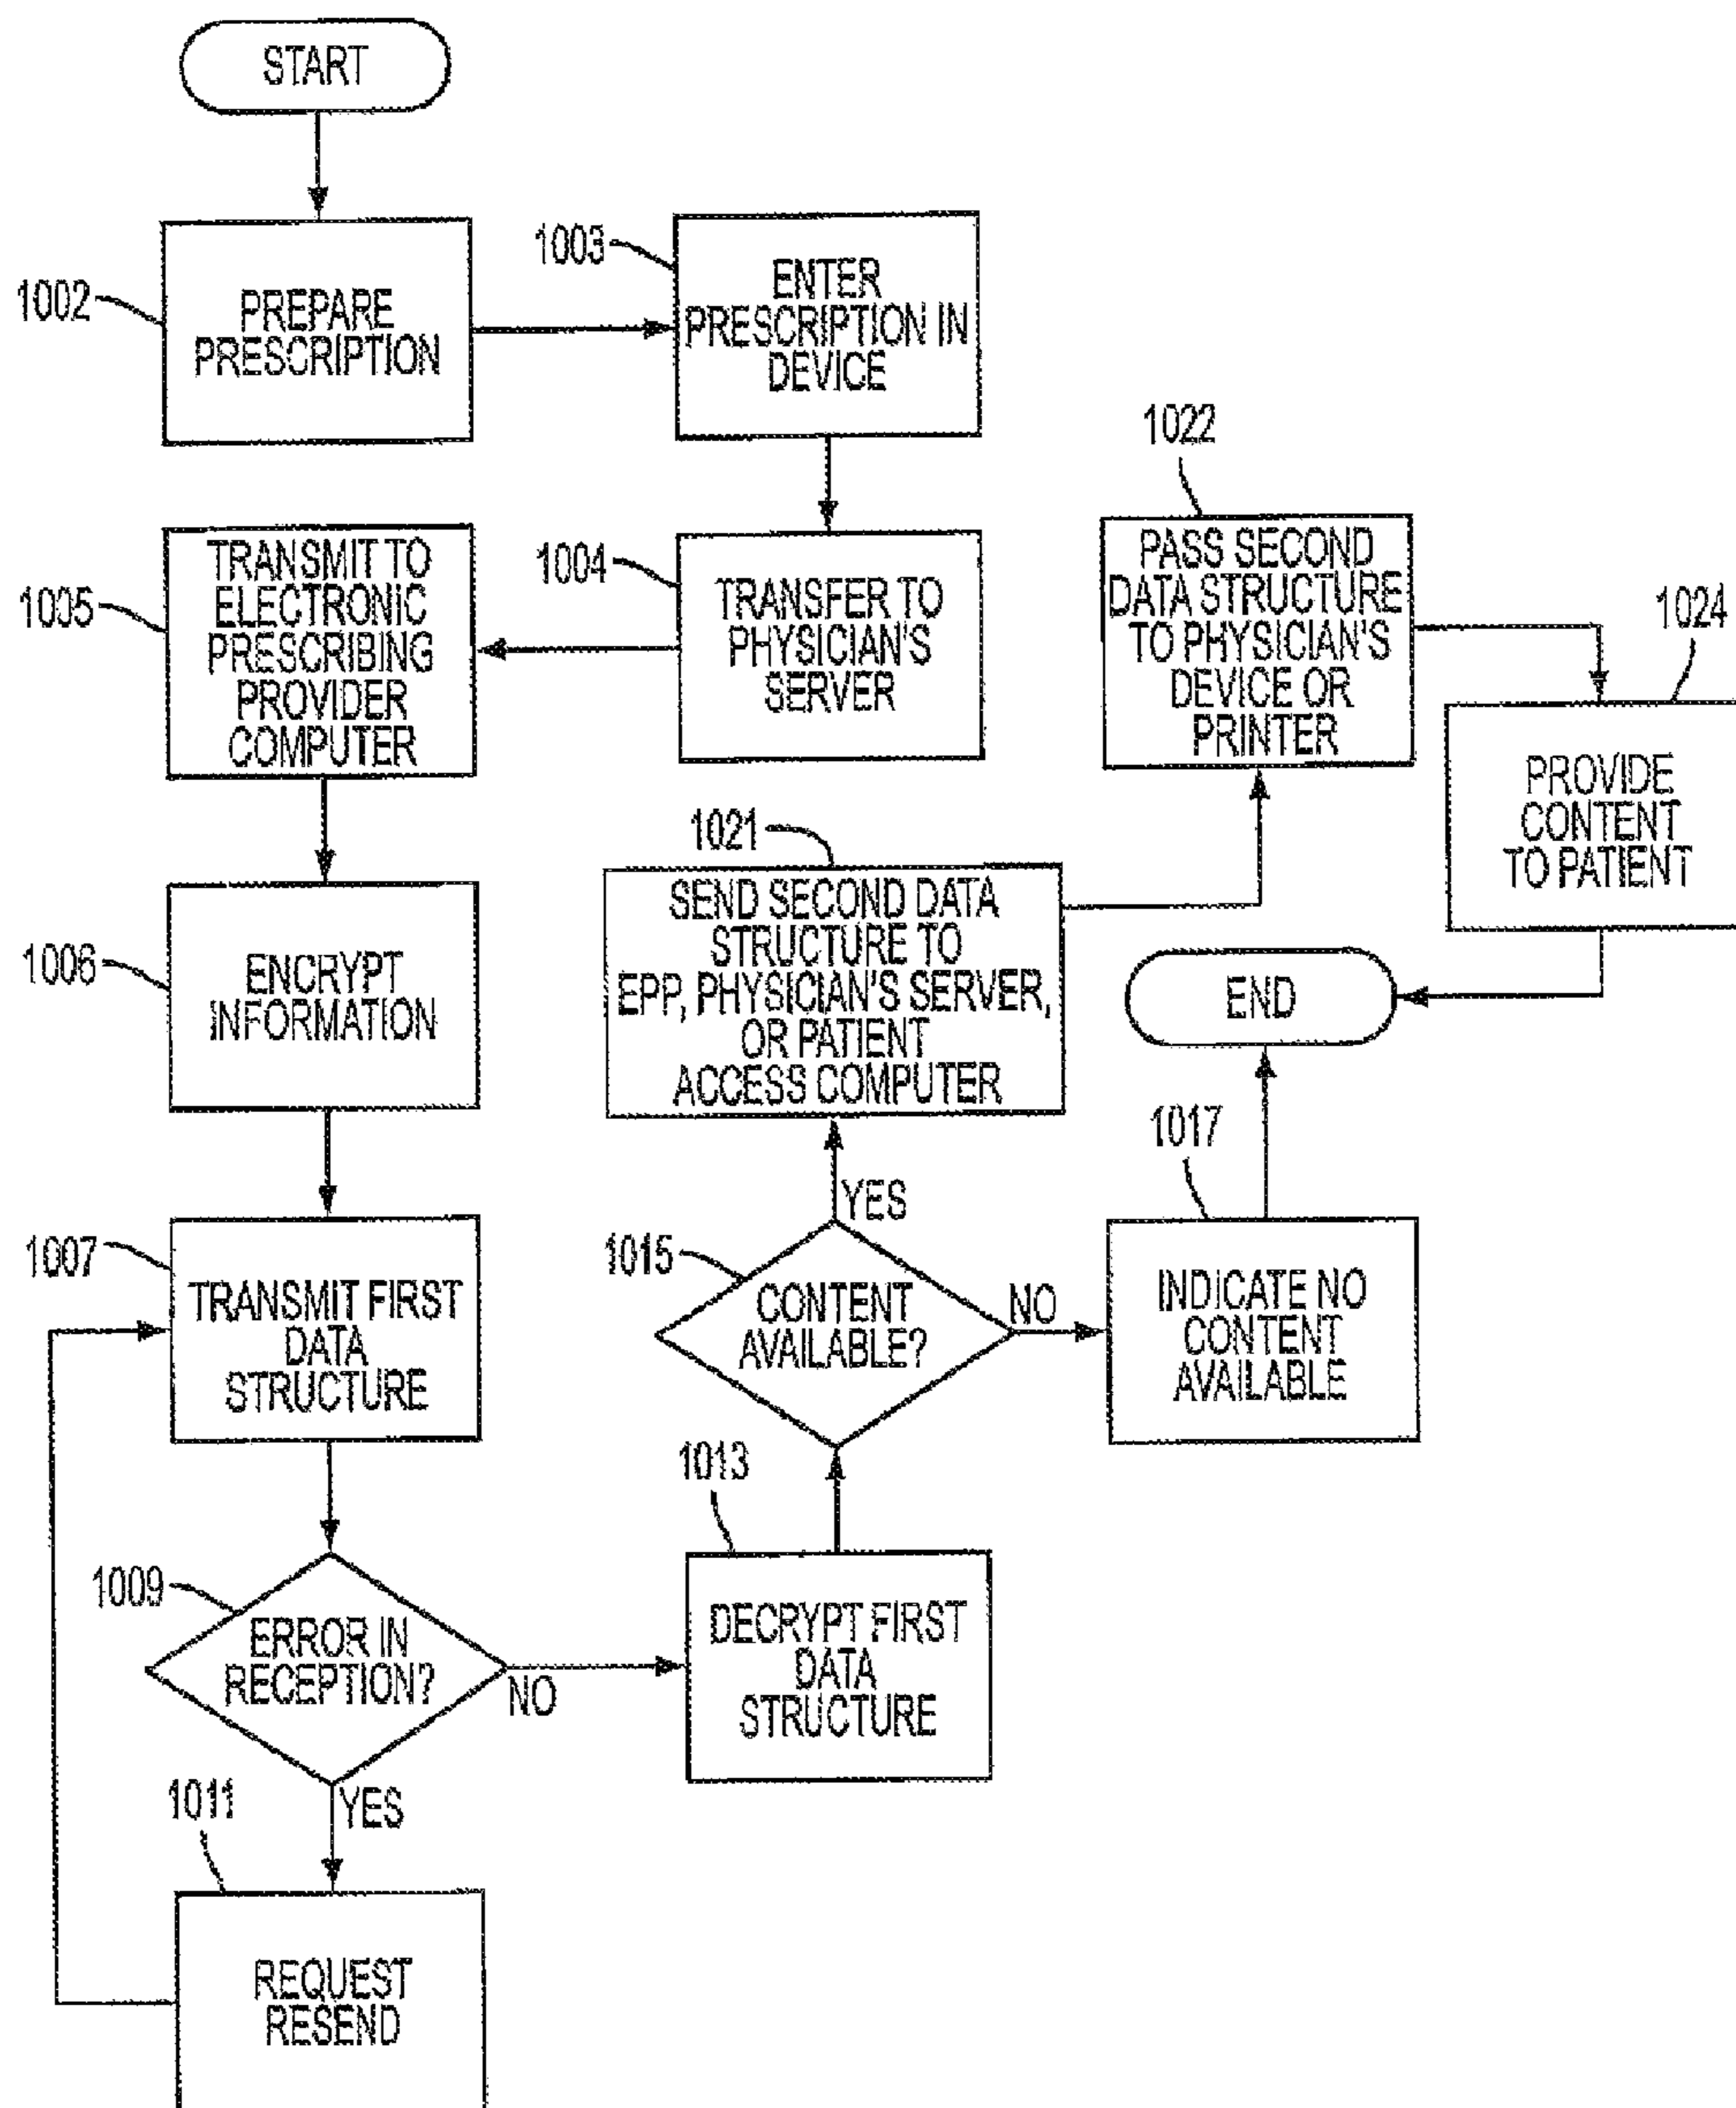 START
1002
PREPARE
PRESCRIPTION
1003
ENTER
PRESCRIPTION IN
DEVICE
1004
TRANSFER TO
PHYSICIAN'S
SERVER
1005
TRANSMIT TO
ELECTRONIC
PRESCRIBING
PROVIDER
COMPUTER
1006
ENCRYPT
INFORMATION
1007
TRANSMIT FIRST
DATA
STRUCTURE
1009
ERROR IN
RECEPTION?
NO
YES
1011
REQUEST
RESEND
1013
DECRYPT FIRST
DATA
STRUCTURE
1015
CONTENT
AVAILABLE?
YES
NO
1017
INDICATE NO
CONTENT
AVAILABLE
1021
SEND SECOND DATA
STRUCTURE TO
EPP, PHYSICIAN'S SERVER,
OR PATIENT
ACCESS COMPUTER
1022
PASS SECOND
DATA STRUCTURE
TO PHYSICIAN'S
DEVICE OR
PRINTER
1024
PROVIDE
CONTENT
TO PATIENT
END